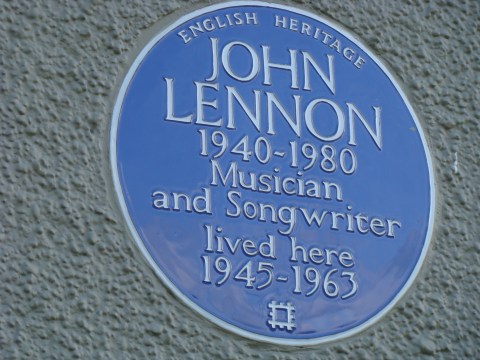 ENGLISH HERITAGE
JOHN
LENNON
1940-1980
Musician
and Songwriter
lived here
1945-1963